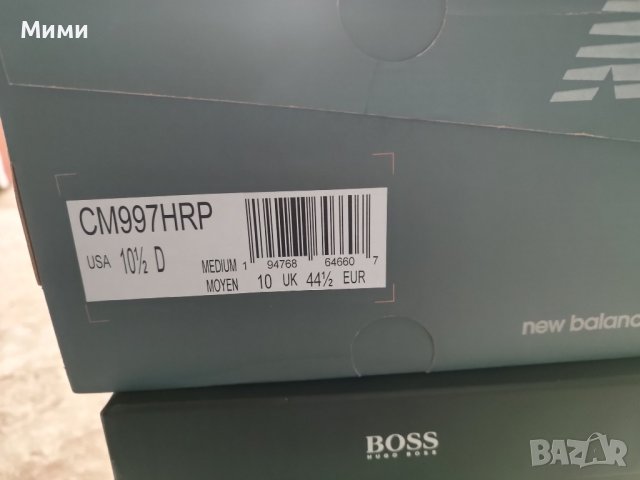 Мими
CM997HRP
USA 10½ D
MEDIUM
MOYEN
1 94768 64660 7
10 UK 44½ EUR
new balanc
BOSS
HUGO BOSS
BAZAR